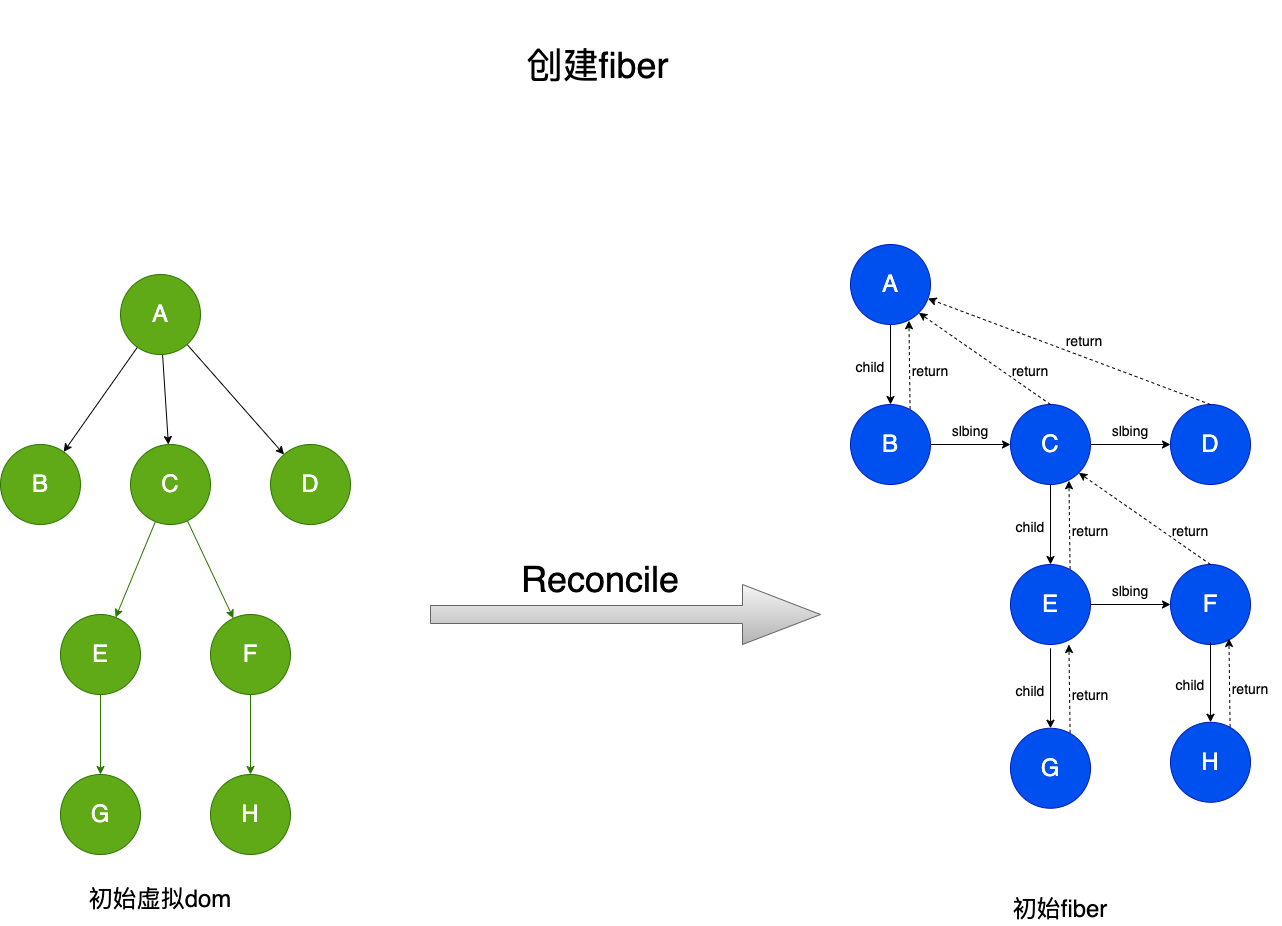 创建fiber
A
B
C
D
E
F
G
H
初始虚拟dom
Reconcile
A
child
return
return
return
B
slbing
C
slbing
D
child
return
return
E
slbing
F
child
return
child
return
G
H
初始fiber